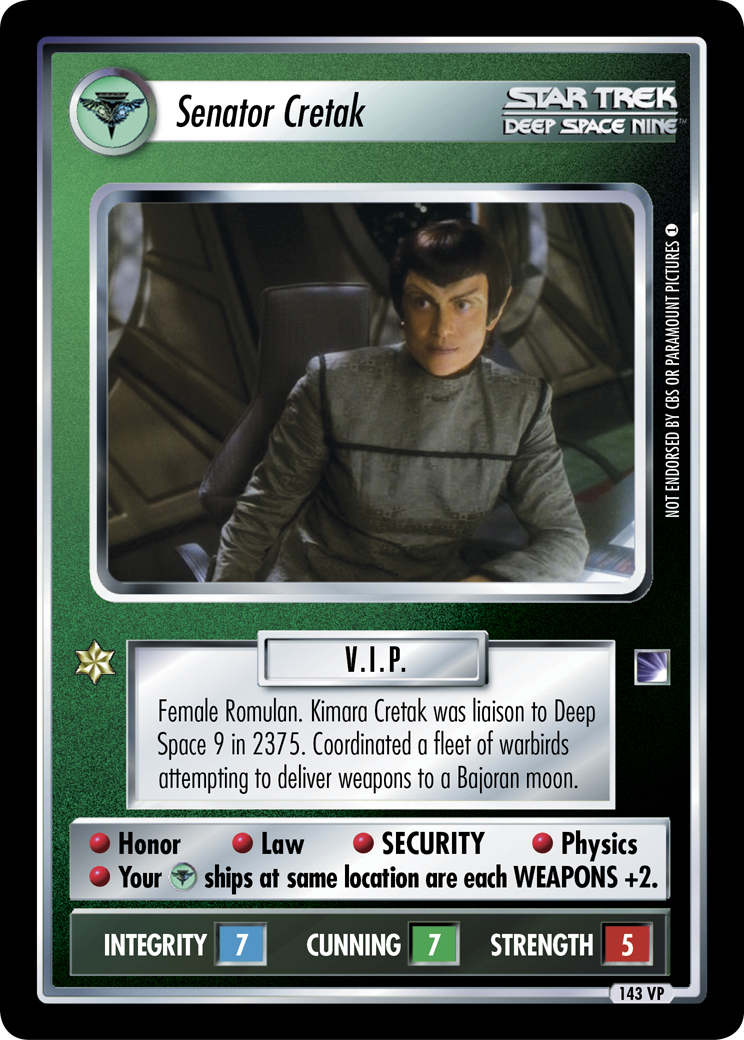 Senator Cretak
STAR TREK
DEEP SPACE NINE™
NOT ENDORSED BY CBS OR PARAMOUNT PICTURES 1
V.I.P.
Female Romulan. Kimara Cretak was liaison to Deep
Space 9 in 2375. Coordinated a fleet of warbirds
attempting to deliver weapons to a Bajoran moon.
Honor Law SECURITY Physics
Your ships at same location are each WEAPONS +2.
INTEGRITY 7 CUNNING 7 STRENGTH 5
143 VP